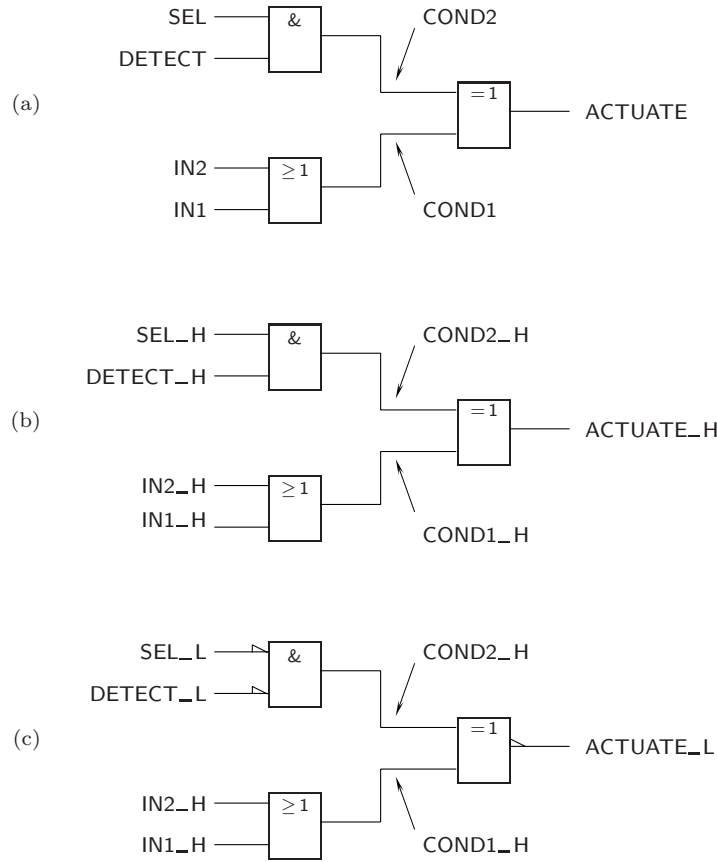 SEL
&
COND2
DETECT
= 1
(a)
ACTUATE
IN2
≥ 1
IN1
COND1
SEL_H
&
COND2_H
DETECT_H
= 1
(b)
ACTUATE_H
IN2_H
≥ 1
IN1_H
COND1_H
SEL_L
&
COND2_H
DETECT_L
= 1
(c)
ACTUATE_L
IN2_H
≥ 1
IN1_H
COND1_H